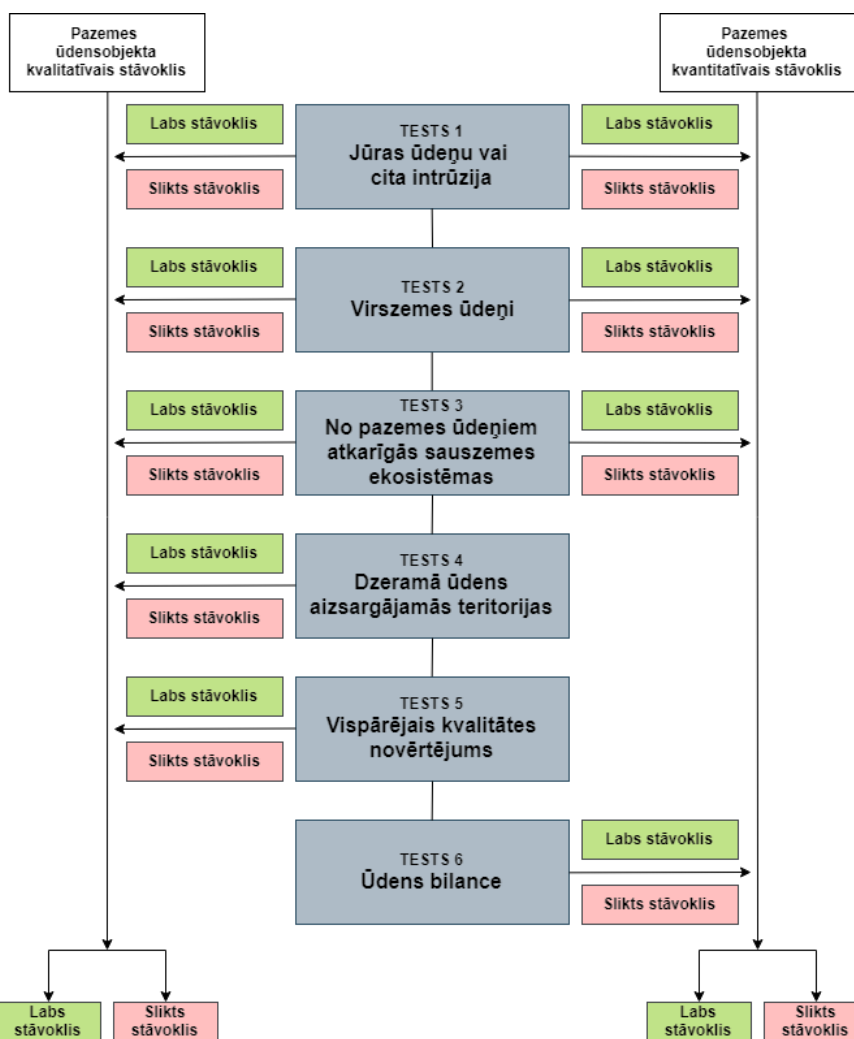 Pazemes
ūdensobjekta
kvalitatīvais stāvoklis
Pazemes
ūdensobjekta
kvantitatīvais stāvoklis
Labs stāvoklis
Slikts stāvoklis
TESTS 1
Jūras ūdeņu vai
cita intrūzija
Labs stāvoklis
Slikts stāvoklis
Labs stāvoklis
Slikts stāvoklis
TESTS 2
Virszemes ūdeņi
Labs stāvoklis
Slikts stāvoklis
Labs stāvoklis
Slikts stāvoklis
TESTS 3
No pazemes ūdeņiem
atkarīgās sauszemes
ekosistēmas
Labs stāvoklis
Slikts stāvoklis
Labs stāvoklis
Slikts stāvoklis
TESTS 4
Dzeramā ūdens
aizsargājamās teritorijas
Labs stāvoklis
Slikts stāvoklis
TESTS 5
Vispārējais kvalitātes
novērtējums
TESTS 6
Ūdens bilance
Labs stāvoklis
Slikts stāvoklis
Labs
stāvoklis
Slikts
stāvoklis
Labs
stāvoklis
Slikts
stāvoklis